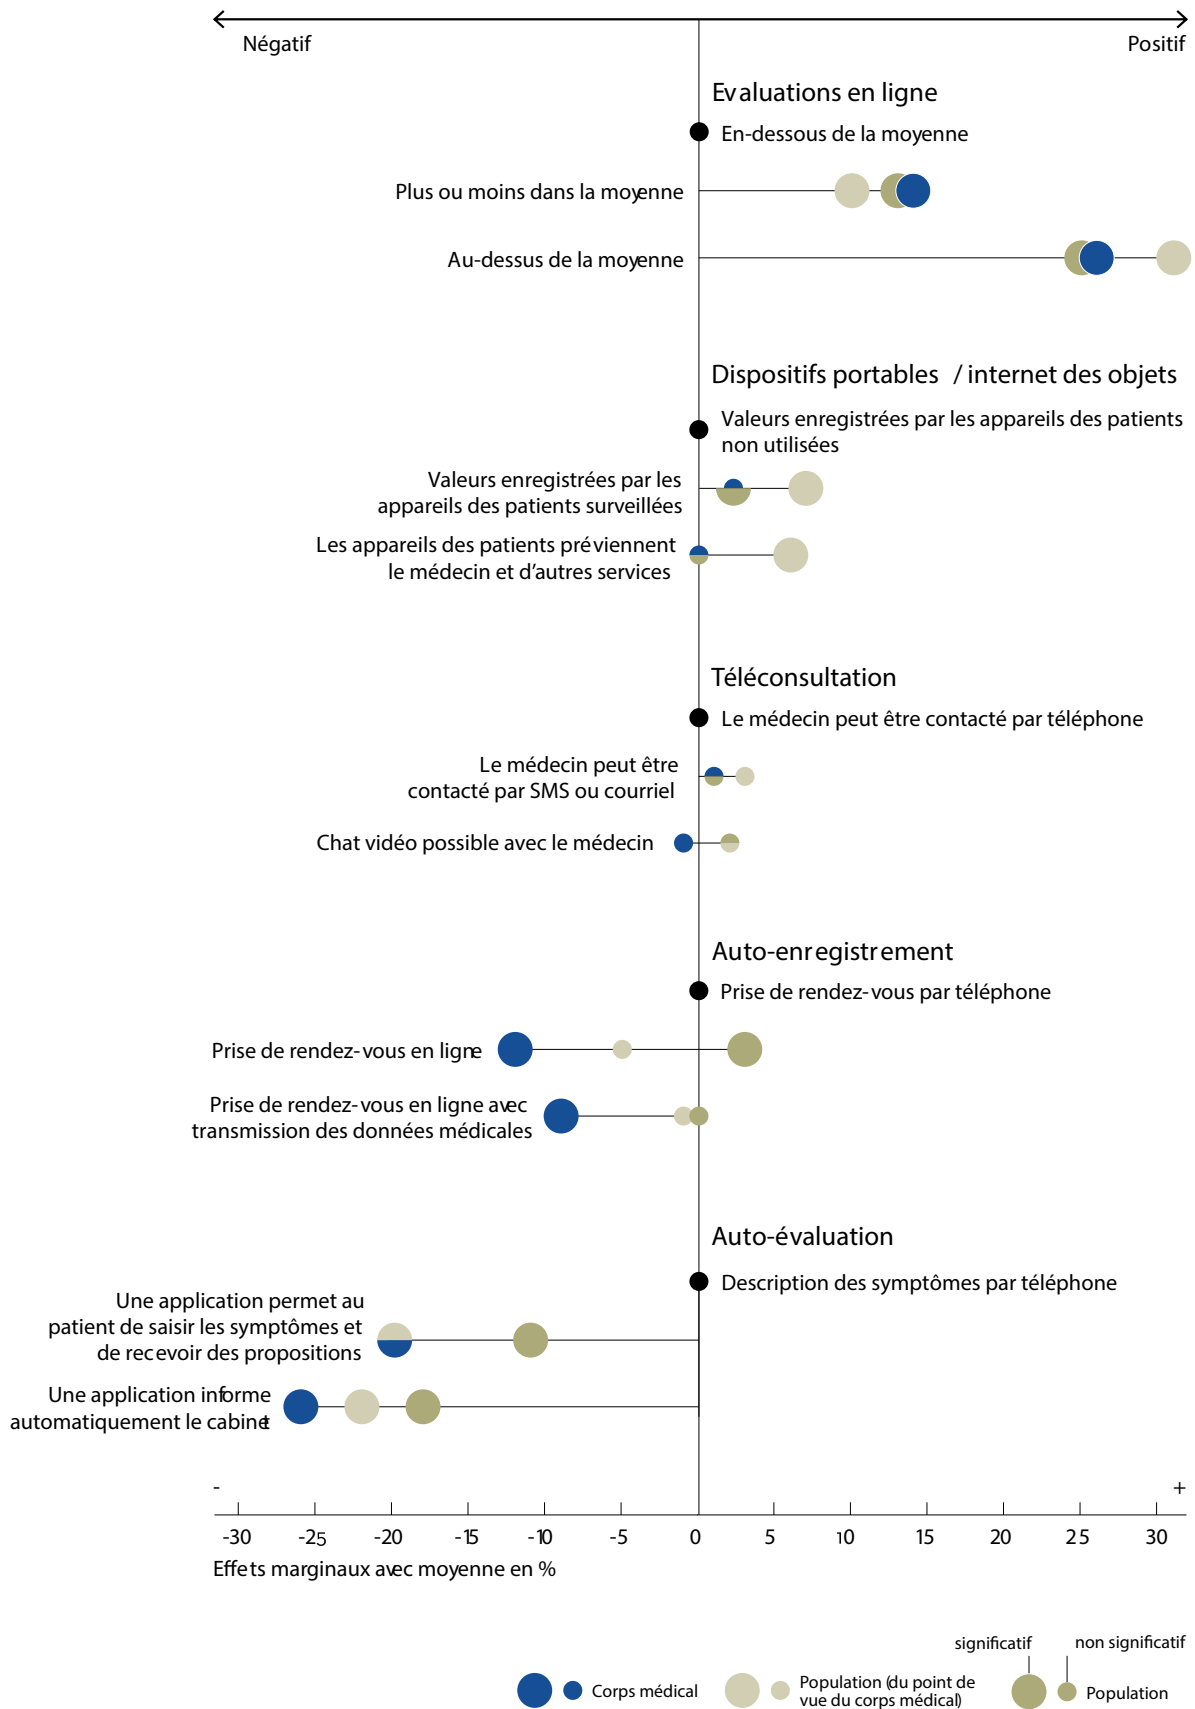 Négatif
Positif
Evaluations en ligne
En-dessous de la moyenne
Plus ou moins dans la moyenne
Au-dessus de la moyenne
Dispositifs portables / internet des objets
Valeurs enregistrées par les appareils des patients
non utilisées
Valeurs enregistrées par les
appareils des patients surveillées
Les appareils des patients préviennent
le médecin et d'autres services
Téléconsultation
Le médecin peut être contacté par téléphone
Le médecin peut être
contacté par SMS ou courriel
Chat vidéo possible avec le médecin
Auto-enregistrement
Prise de rendez-vous par téléphone
Prise de rendez-vous en ligne
Prise de rendez-vous en ligne avec
transmission des données médicales
Auto-évaluation
Description des symptômes par téléphone
Une application permet au
patient de saisir les symptômes et
de recevoir des propositions
Une application informe
automatiquement le cabinet
- +
-30 -25 -20 -15 -10 -5 0 5 10 15 20 25 30
Effets marginaux avec moyenne en %
significatif non significatif
Corps médical
Population (du point de
vue du corps médical)
Population